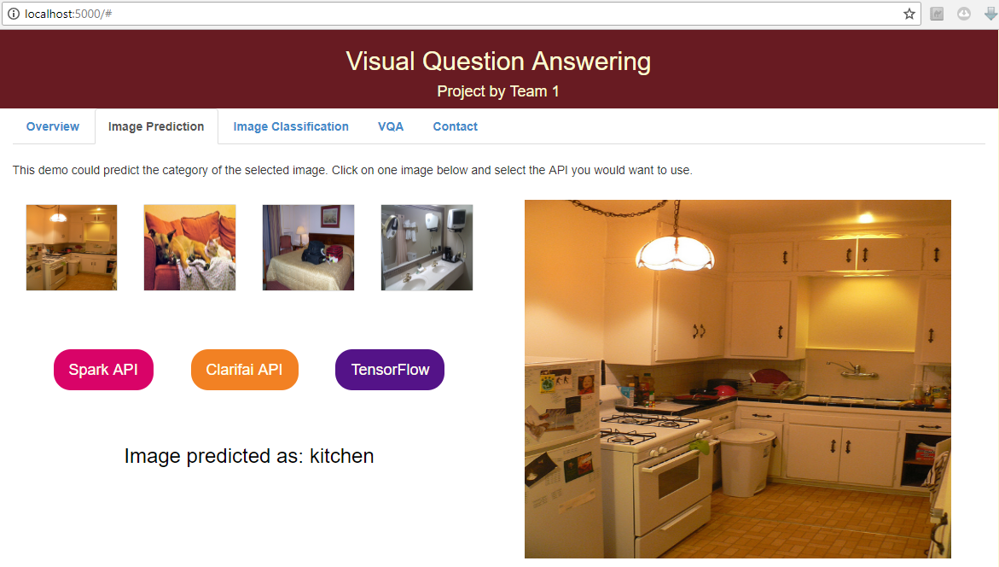 localhost:5000/#
Visual Question Answering
Project by Team 1
Overview Image Prediction Image Classification VQA Contact
This demo could predict the category of the selected image. Click on one image below and select the API you would want to use.
Spark API Clarifai API TensorFlow
Image predicted as: kitchen